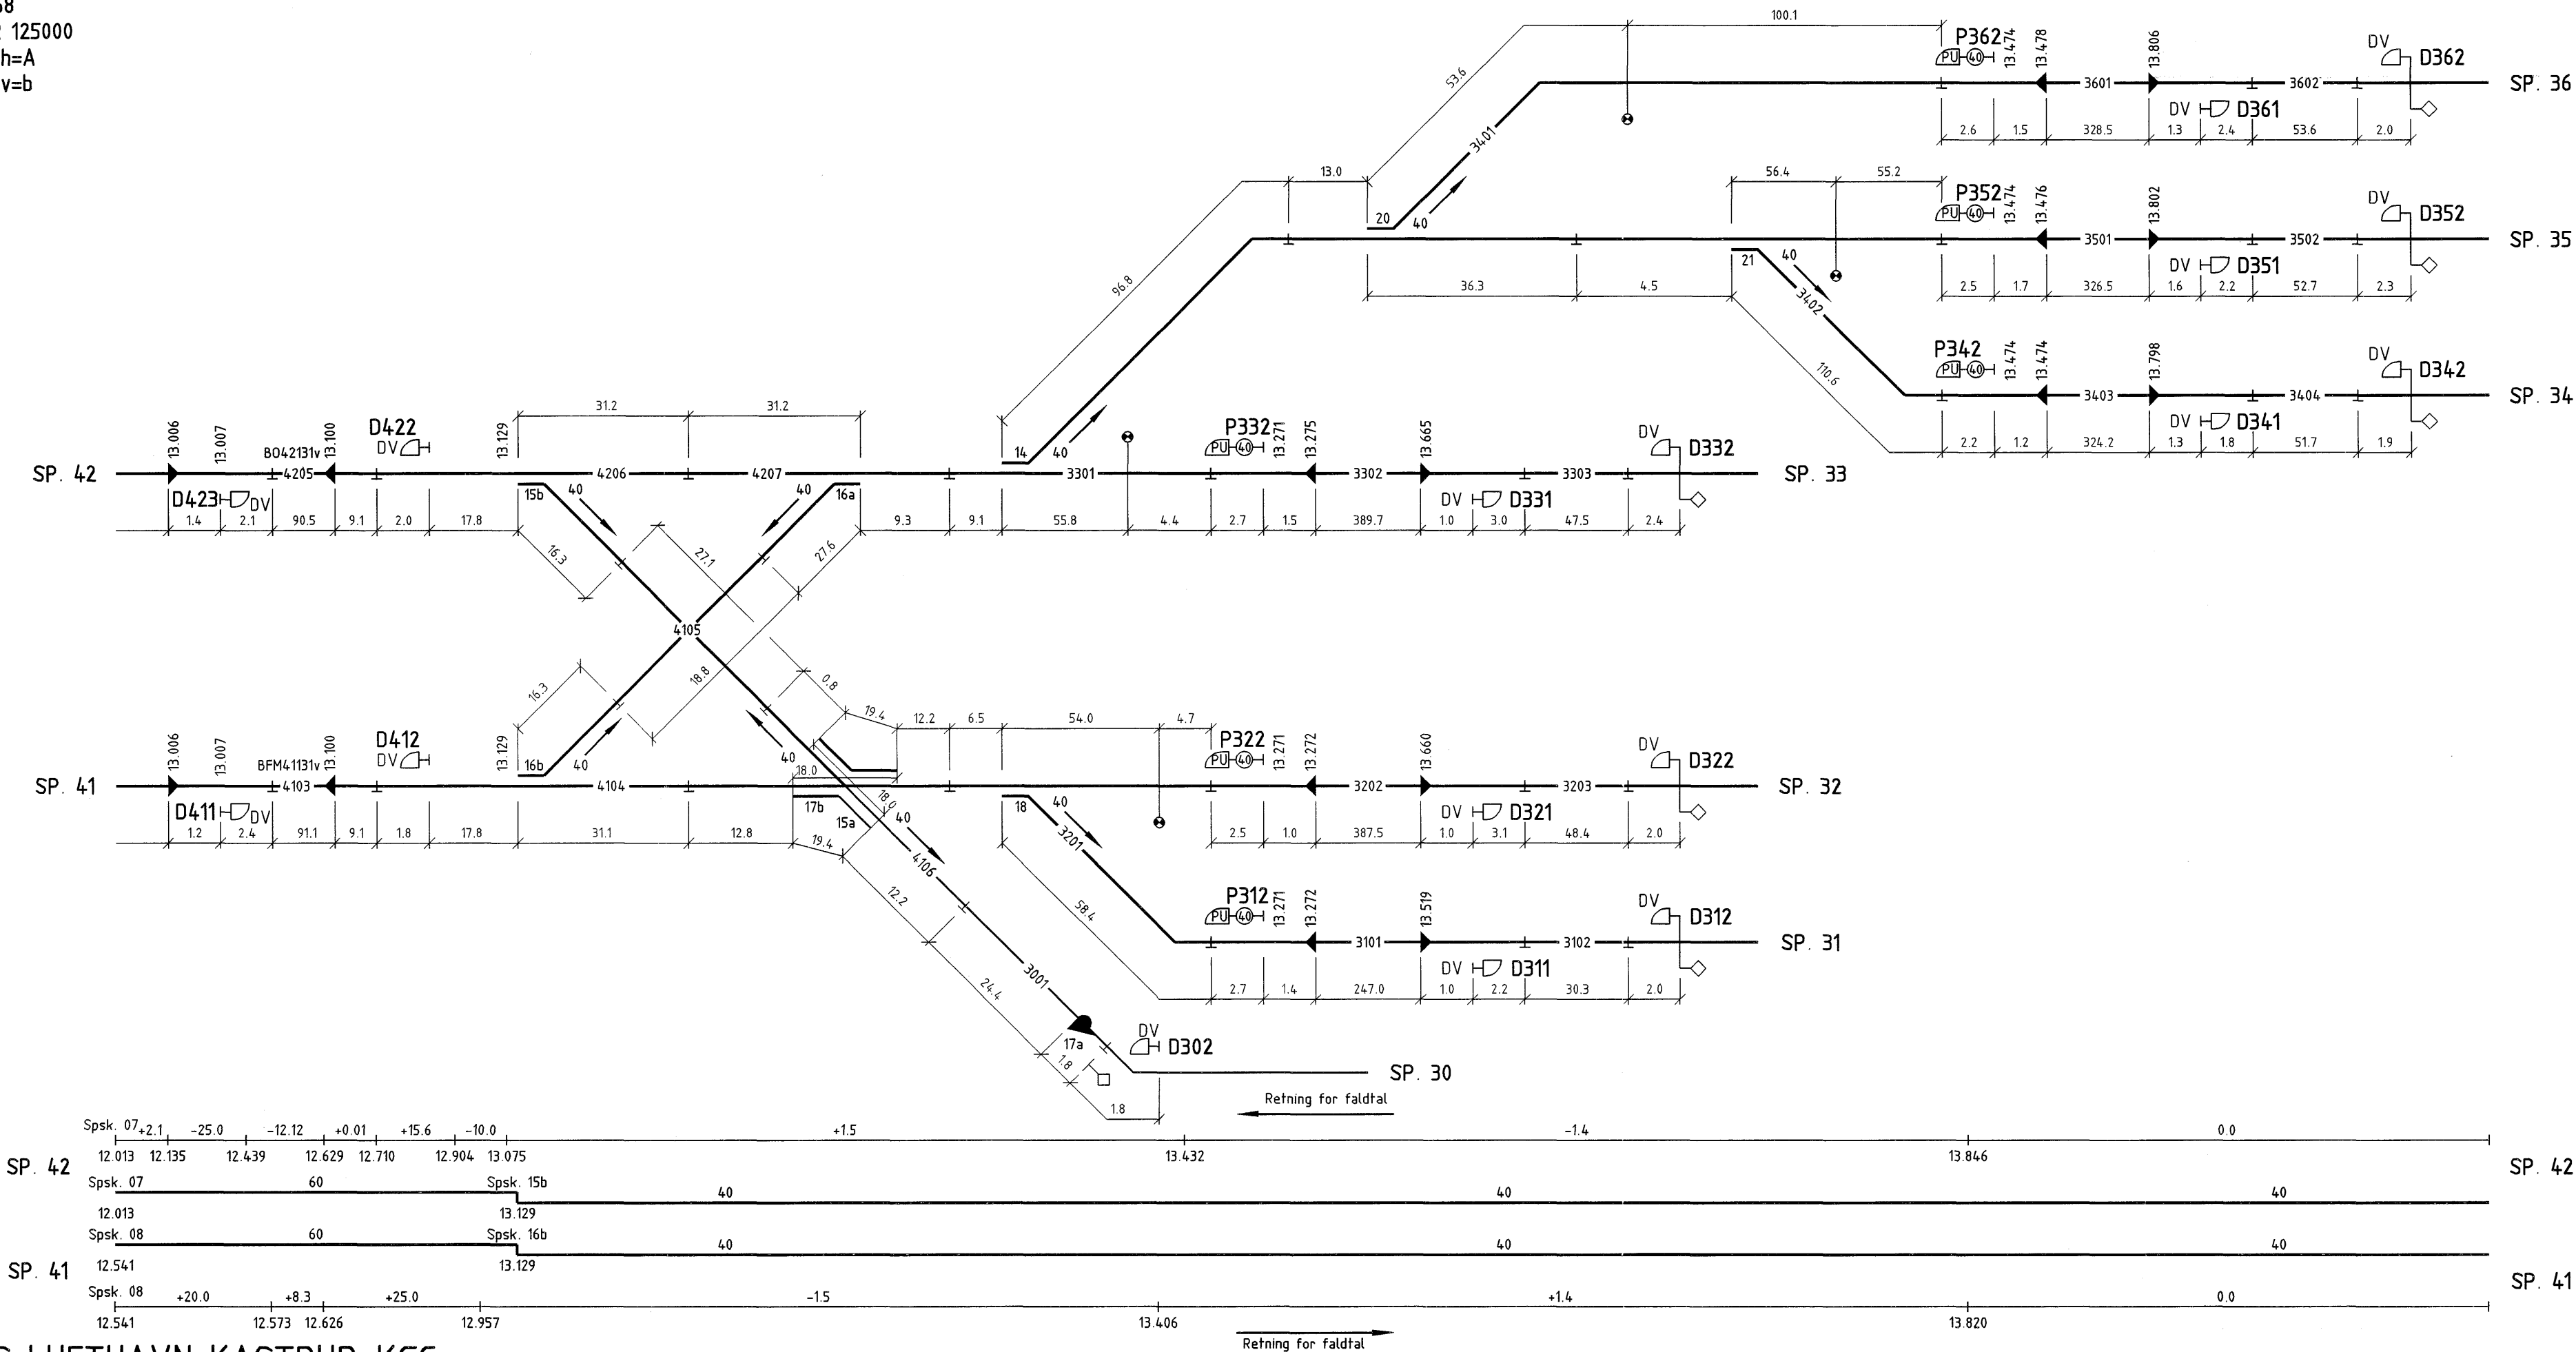 125000
h=A
v=b
100.1
P362
PU 40
13.474
13.478
13.806
DV
D362
53.6
3601
3602
SP. 36
DV D361
2.6 1.5 328.5 1.3 2.4 53.6 2.0
3401
13.0
56.4 55.2
P352
PU 40
13.474
13.476
13.802
DV
D352
20
40
3501
3502
SP. 35
21
40
DV D351
96.8
36.3 4.5
3402
2.5 1.7 326.5 1.6 2.2 52.7 2.3
110.6
P342
PU 40
13.474
13.474
13.798
DV
D342
3403
3404
SP. 34
DV D341
2.2 1.2 324.2 1.3 1.8 51.7 1.9
31.2 31.2
13.006
13.007
BO42131v
13.100
D422
DV
13.129
14
40
P332
PU 40
13.271
13.275
13.665
DV
D332
SP. 42
4205
4206
4207
3301
3302
3303
SP. 33
D423 DV
15b
40
40
16a
DV D331
1.4 2.1 90.5 9.1 2.0 17.8
9.3 9.1 55.8 4.4 2.7 1.5 389.7 1.0 3.0 47.5 2.4
16.3
27.1
27.6
4105
16.3
18.8
0.8
19.4
12.2 6.5 54.0 4.7
13.006
13.007
BFM41131v
13.100
D412
DV
13.129
16b
40
40
18.0
P322
PU 40
13.271
13.272
13.660
DV
D322
SP. 41
4103
4104
3202
3203
SP. 32
D411 DV
17b
15a
18.0
40
18
40
DV D321
1.2 2.4 91.1 9.1 1.8 17.8 31.1 12.8
19.4
2.5 1.0 387.5 1.0 3.1 48.4 2.0
3201
4106
12.2
58.4
P312
PU 40
13.271
13.272
13.519
DV
D312
3101
3102
SP. 31
DV D311
3001
24.4
2.7 1.4 247.0 1.0 2.2 30.3 2.0
17a
DV
D302
1.8
SP. 30
1.8
Retning for faldtal
Spsk. 07 +2.1 -25.0 -12.12 +0.01 +15.6 -10.0 +1.5 -1.4 0.0
12.013 12.135 12.439 12.629 12.710 12.904 13.075 13.432 13.846
SP. 42
SP. 42
Spsk. 07 60 Spsk. 15b 40 40 40
12.013 13.129
Spsk. 08 60 Spsk. 16b 40 40 40
12.541 13.129
SP. 41
SP. 41
Spsk. 08 +20.0 +8.3 +25.0 -1.5 +1.4 0.0
12.541 12.573 12.626 12.957 13.406 13.820
Retning for faldtal